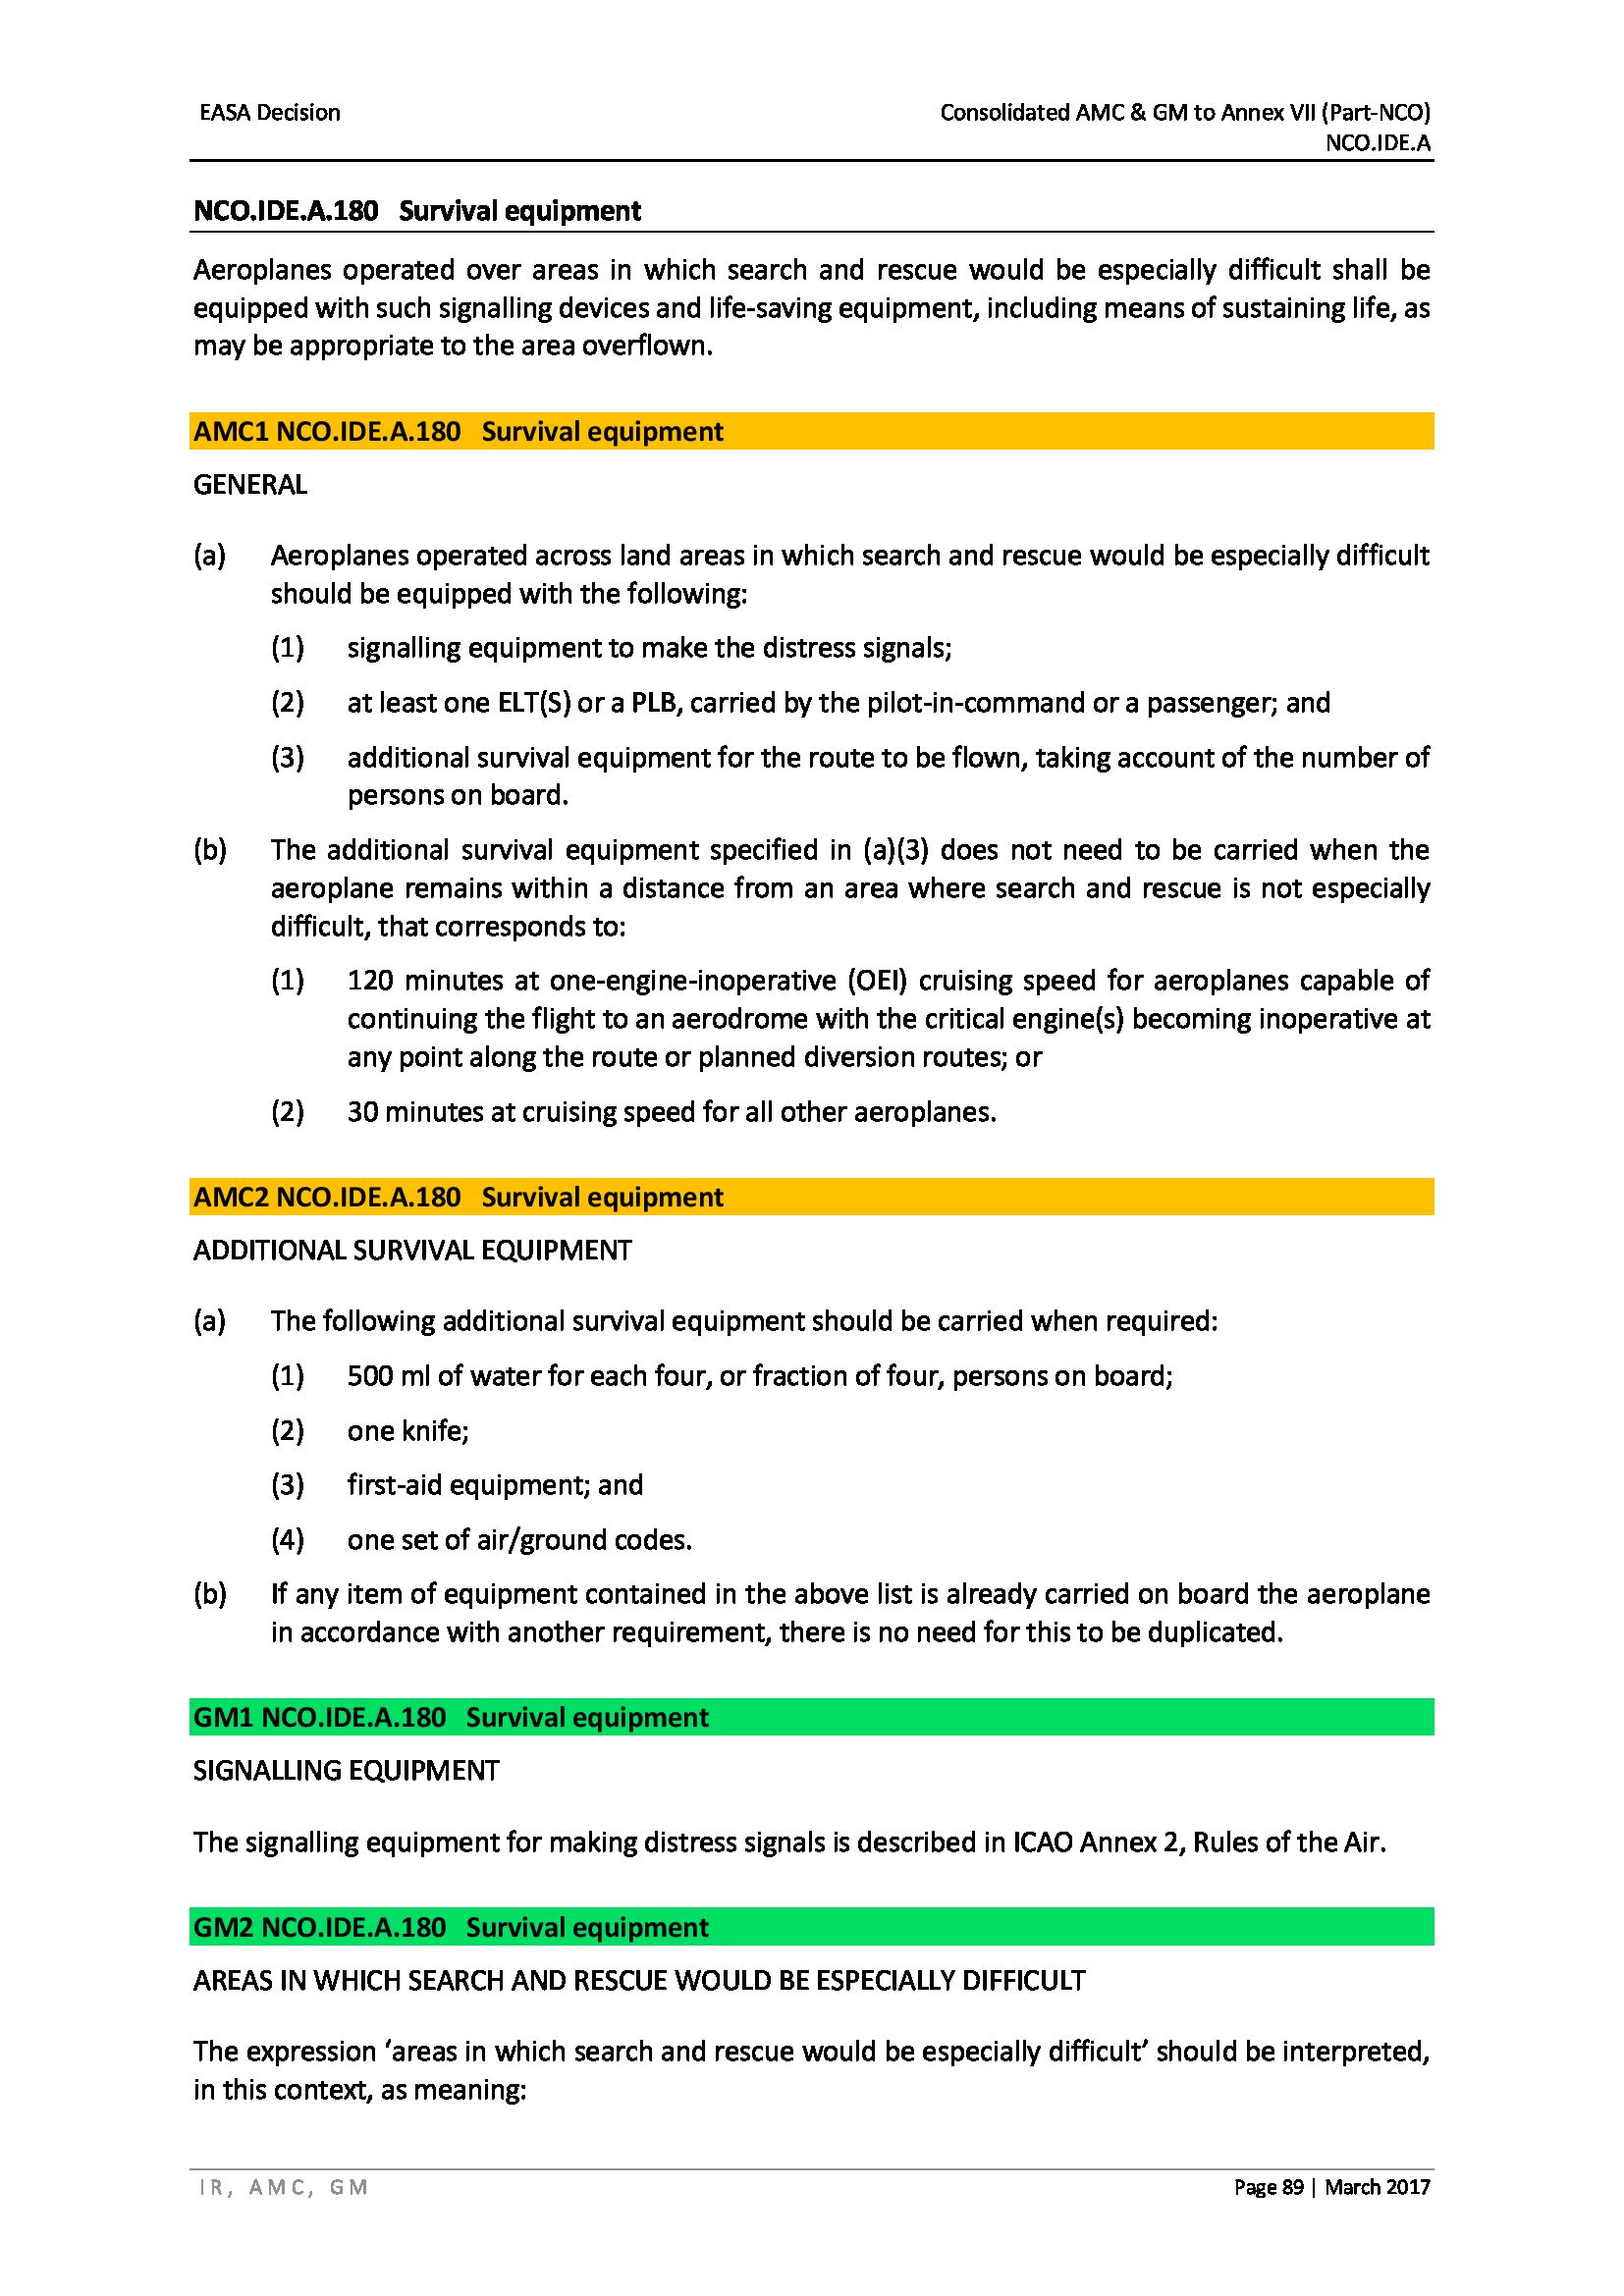 EASA Decision
Consolidated AMC & GM to Annex VII (Part-NCO)
NCO.IDE.A
NCO.IDE.A.180 Survival equipment
Aeroplanes operated over areas in which search and rescue would be especially difficult shall be
equipped with such signalling devices and life-saving equipment, including means of sustaining life, as
may be appropriate to the area overflown.
AMC1 NCO.IDE.A.180 Survival equipment
GENERAL
(a) Aeroplanes operated across land areas in which search and rescue would be especially difficult
should be equipped with the following:
(1) signalling equipment to make the distress signals;
(2) at least one ELT(S) or a PLB, carried by the pilot-in-command or a passenger; and
(3) additional survival equipment for the route to be flown, taking account of the number of
persons on board.
(b) The additional survival equipment specified in (a)(3) does not need to be carried when the
aeroplane remains within a distance from an area where search and rescue is not especially
difficult, that corresponds to:
(1) 120 minutes at one-engine-inoperative (OEI) cruising speed for aeroplanes capable of
continuing the flight to an aerodrome with the critical engine(s) becoming inoperative at
any point along the route or planned diversion routes; or
(2) 30 minutes at cruising speed for all other aeroplanes.
AMC2 NCO.IDE.A.180 Survival equipment
ADDITIONAL SURVIVAL EQUIPMENT
(a) The following additional survival equipment should be carried when required:
(1) 500 ml of water for each four, or fraction of four, persons on board;
(2) one knife;
(3) first-aid equipment; and
(4) one set of air/ground codes.
(b) If any item of equipment contained in the above list is already carried on board the aeroplane
in accordance with another requirement, there is no need for this to be duplicated.
GM1 NCO.IDE.A.180 Survival equipment
SIGNALLING EQUIPMENT
The signalling equipment for making distress signals is described in ICAO Annex 2, Rules of the Air.
GM2 NCO.IDE.A.180 Survival equipment
AREAS IN WHICH SEARCH AND RESCUE WOULD BE ESPECIALLY DIFFICULT
The expression ‘areas in which search and rescue would be especially difficult’ should be interpreted,
in this context, as meaning:
IR, AMC, GM
Page 89 | March 2017